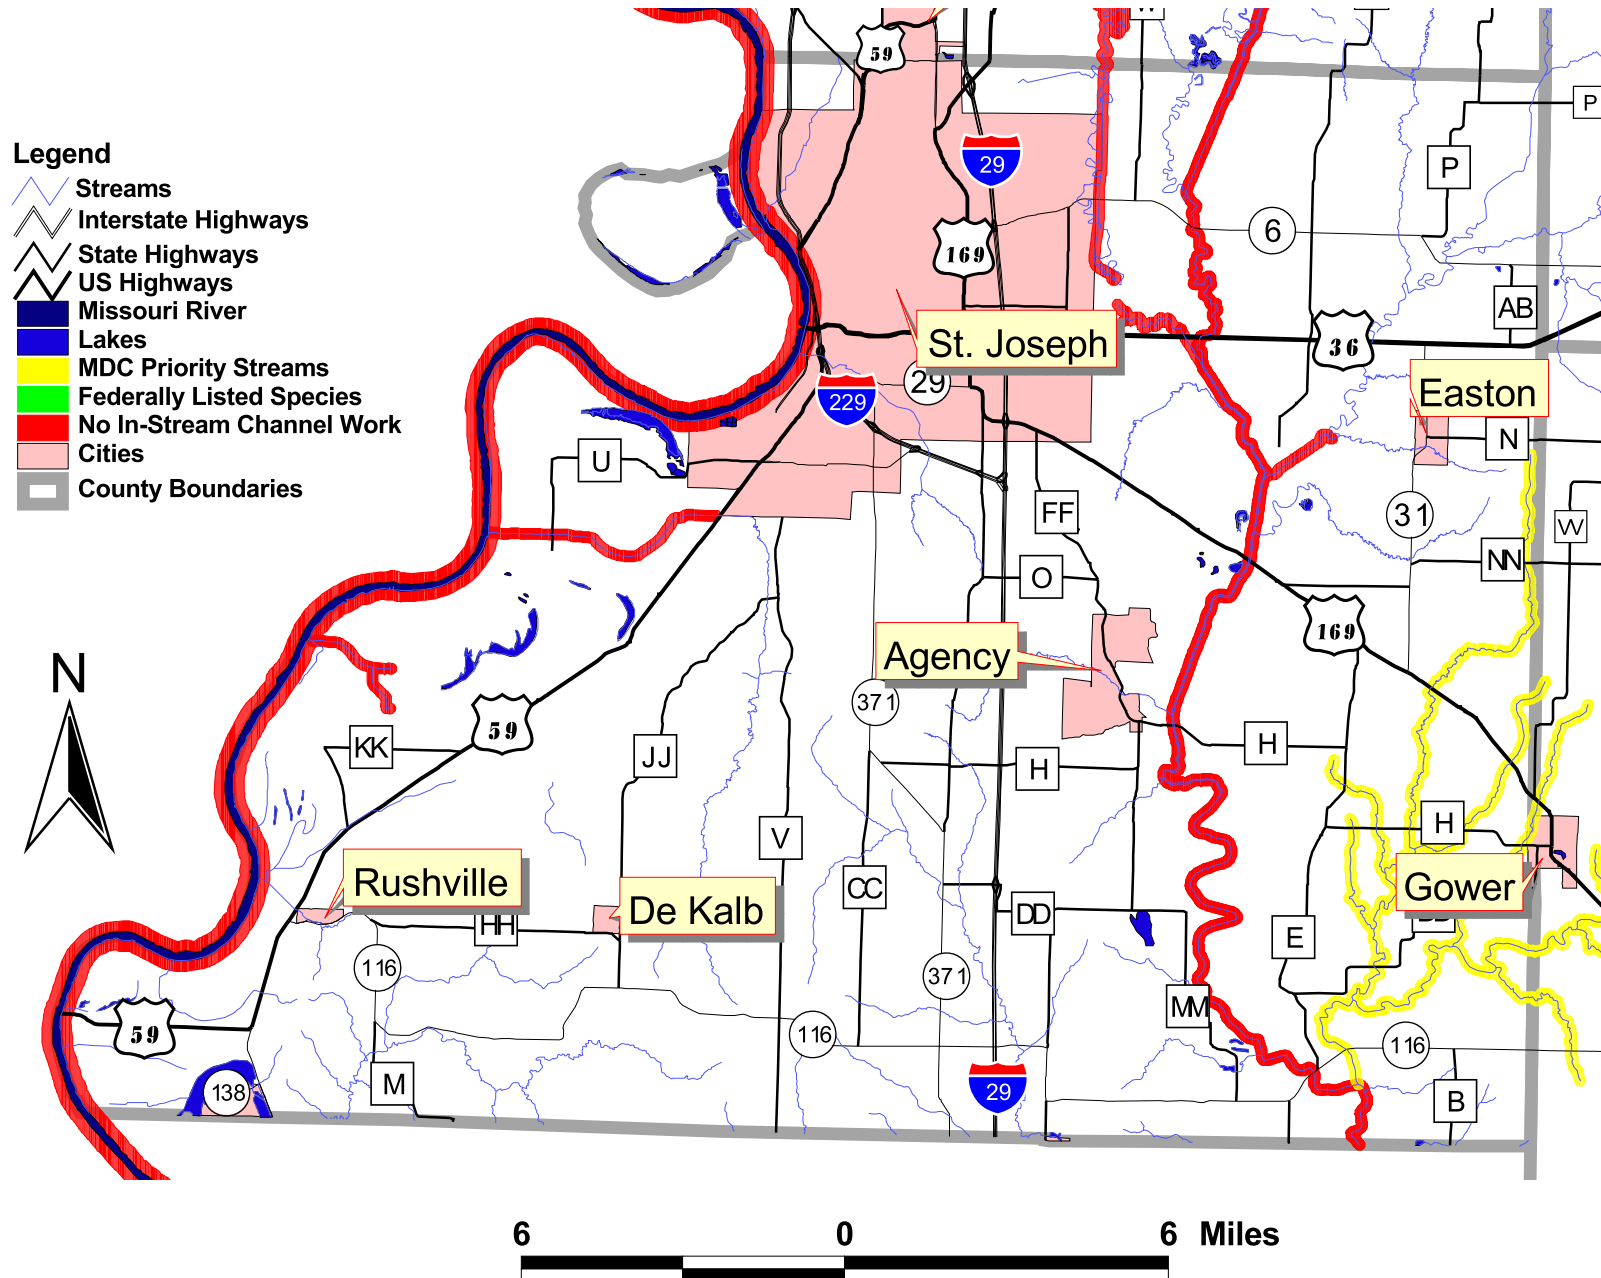 59
29
P
P
Legend
Streams
Interstate Highways
State Highways
US Highways
Missouri River
Lakes
MDC Priority Streams
Federally Listed Species
No In-Stream Channel Work
Cities
County Boundaries
169
6
AB
St. Joseph
36
29
229
Easton
N
U
FF
31
W
O
NN
169
N
Agency
371
59
KK
JJ
H
H
V
H
Rushville
CC
De Kalb
HH
DD
Gower
E
116
371
MM
59
116
116
138
M
29
B
6
0
6 Miles